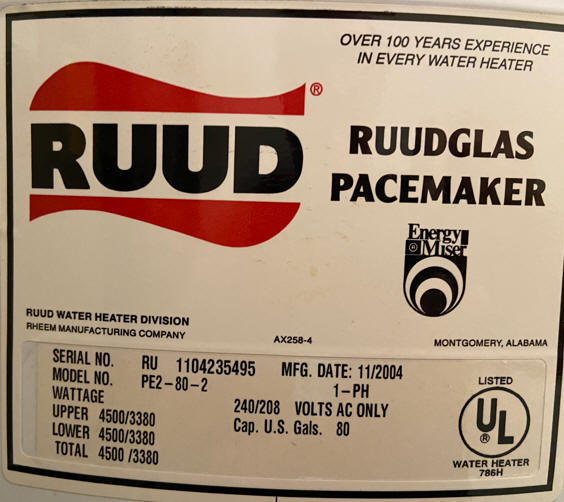 OVER 100 YEARS EXPERIENCE
IN EVERY WATER HEATER
RUUD®
RUUDGLAS
PACEMAKER
Energy
® Miser
RUUD WATER HEATER DIVISION
RHEEM MANUFACTURING COMPANY
AX258-4
MONTGOMERY, ALABAMA
SERIAL NO. RU 1104235495 MFG. DATE: 11/2004
MODEL NO. PE2-80-2 1-PH
WATTAGE 240/208 VOLTS AC ONLY
UPPER 4500/3380 Cap. U.S. Gals. 80
LOWER 4500/3380
TOTAL 4500 /3380
LISTED
UL
®
WATER HEATER
786H